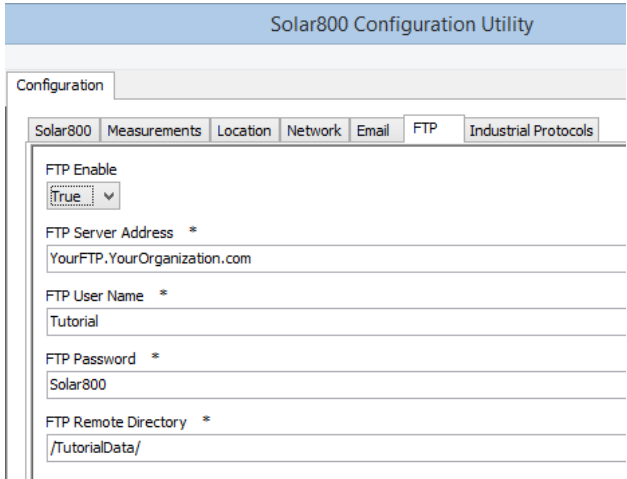 Solar800 Configuration Utility
Configuration
Solar800 Measurements Location Network Email FTP Industrial Protocols
FTP Enable
True
FTP Server Address *
YourFTP.YourOrganization.com
FTP User Name *
Tutorial
FTP Password *
Solar800
FTP Remote Directory *
/TutorialData/